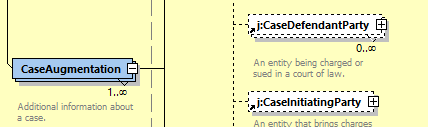 j:CaseDefendantParty
0..∞
An entity being charged or
sued in a court of law.
CaseAugmentation
1..∞
Additional information about
a case.
j:CaseInitiatingParty
An entity that brings charges